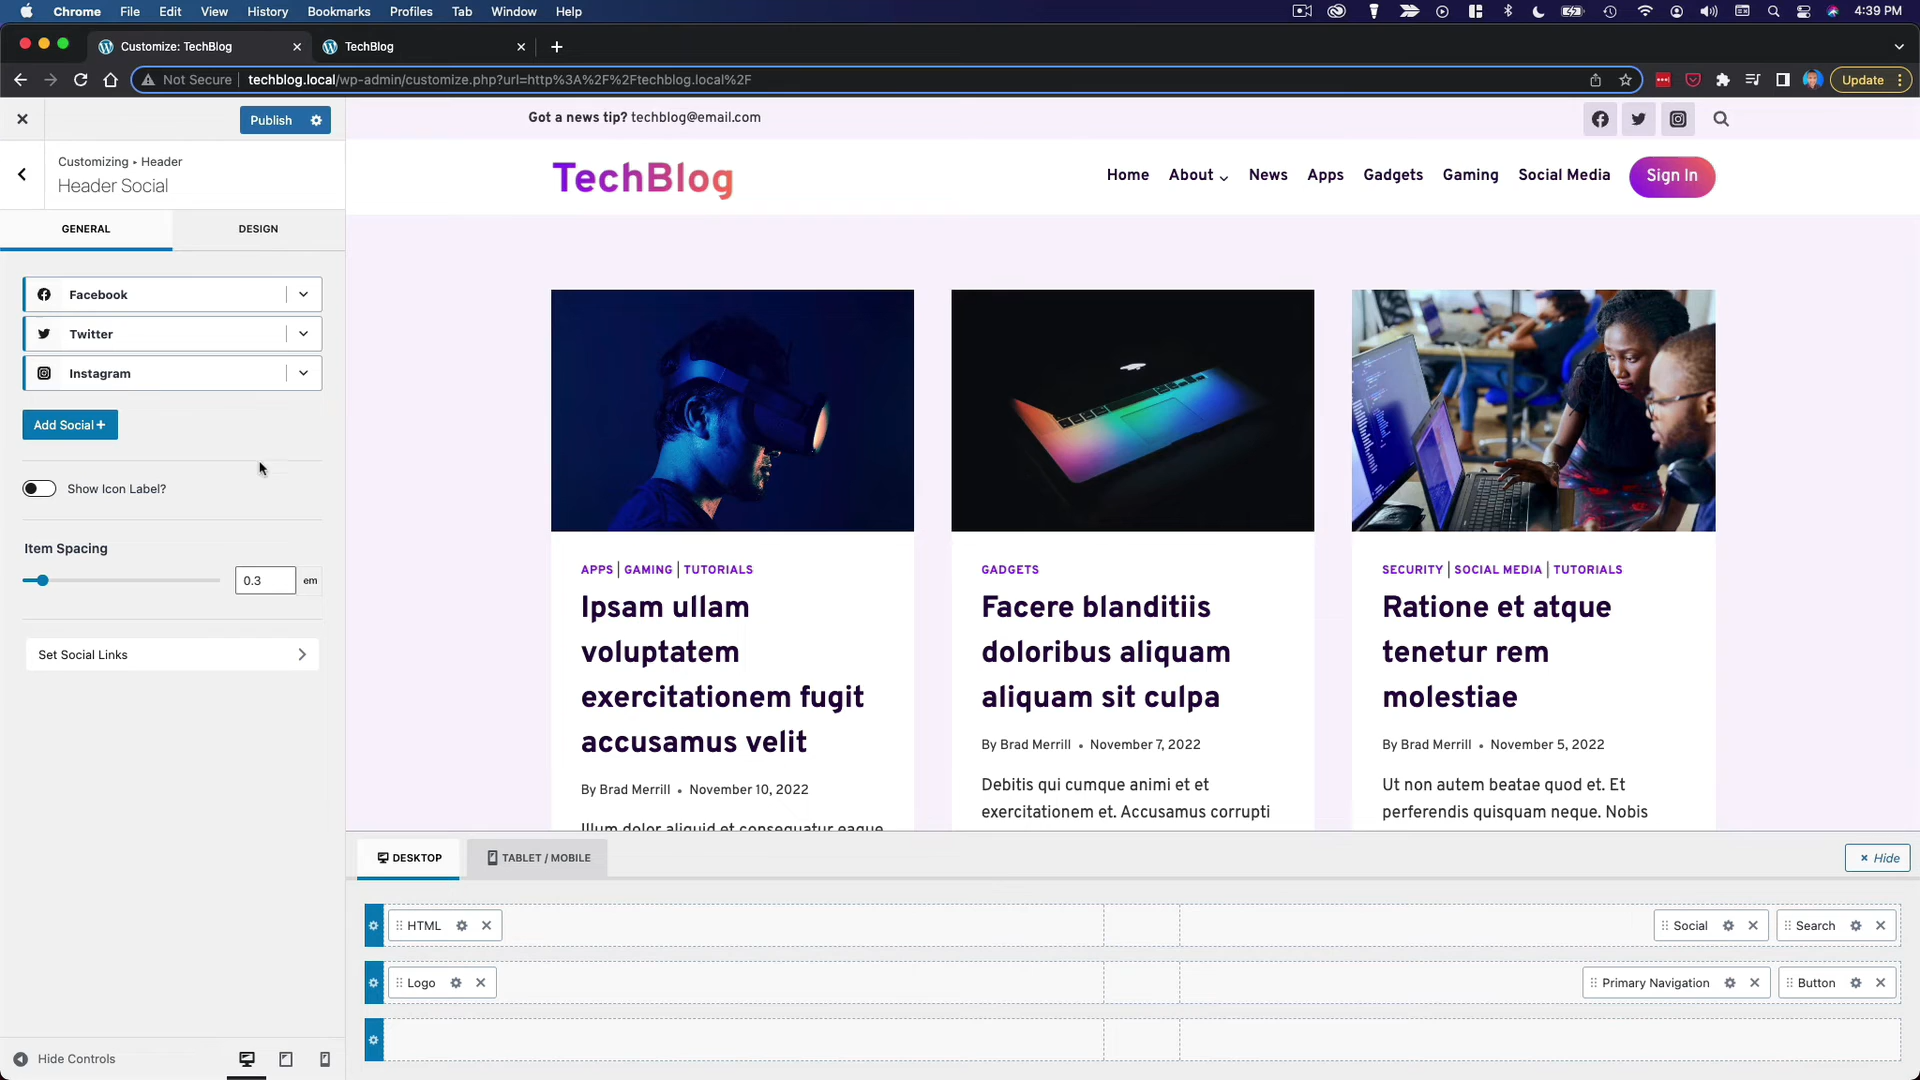 Chrome File Edit View History Bookmarks Profiles Tab Window Help 4:39 PM
Customize: TechBlog TechBlog
Not Secure techblog.local/wp-admin/customize.php?url=http%3A%2F%2Ftechblog.local%2F Update
Publish
Customizing ▸ Header
Header Social
GENERAL DESIGN
Facebook
Twitter
Instagram
Add Social+
Show Icon Label?
Item Spacing
0.3 em
Set Social Links
Hide Controls
Got a news tip? techblog@email.com
TechBlog Home About News Apps Gadgets Gaming Social Media Sign In
APPS | GAMING | TUTORIALS
Ipsam ullam
voluptatem
exercitationem fugit
accusamus velit
By Brad Merrill • November 10, 2022
Illum dolor aliquid et consequatur eaque
GADGETS
Facere blanditiis
doloribus aliquam
aliquam sit culpa
By Brad Merrill • November 7, 2022
Debitis qui cumque animi et et
exercitationem et. Accusamus corrupti
SECURITY | SOCIAL MEDIA | TUTORIALS
Ratione et atque
tenetur rem
molestiae
By Brad Merrill • November 5, 2022
Ut non autem beatae quod et. Et
perferendis quisquam neque. Nobis
DESKTOP TABLET / MOBILE × Hide
HTML Social Search
Logo Primary Navigation Button